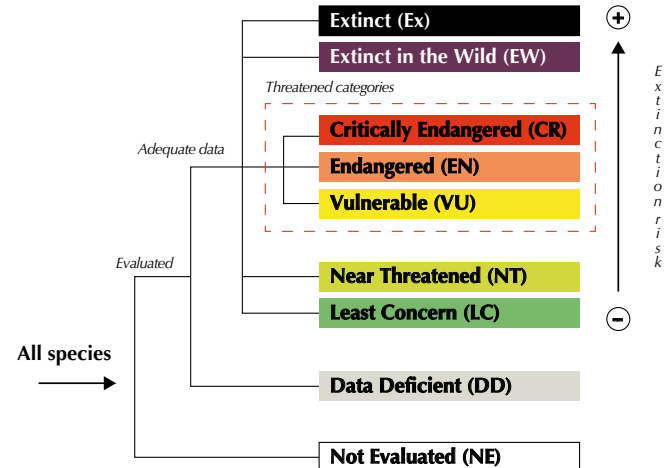 Extinct (Ex)
Extinct in the Wild (EW)
Threatened categories
Critically Endangered (CR)
Adequate data
Endangered (EN)
Vulnerable (VU)
Evaluated
Near Threatened (NT)
Least Concern (LC)
All species
Data Deficient (DD)
Not Evaluated (NE)
+
Extinction risk
−